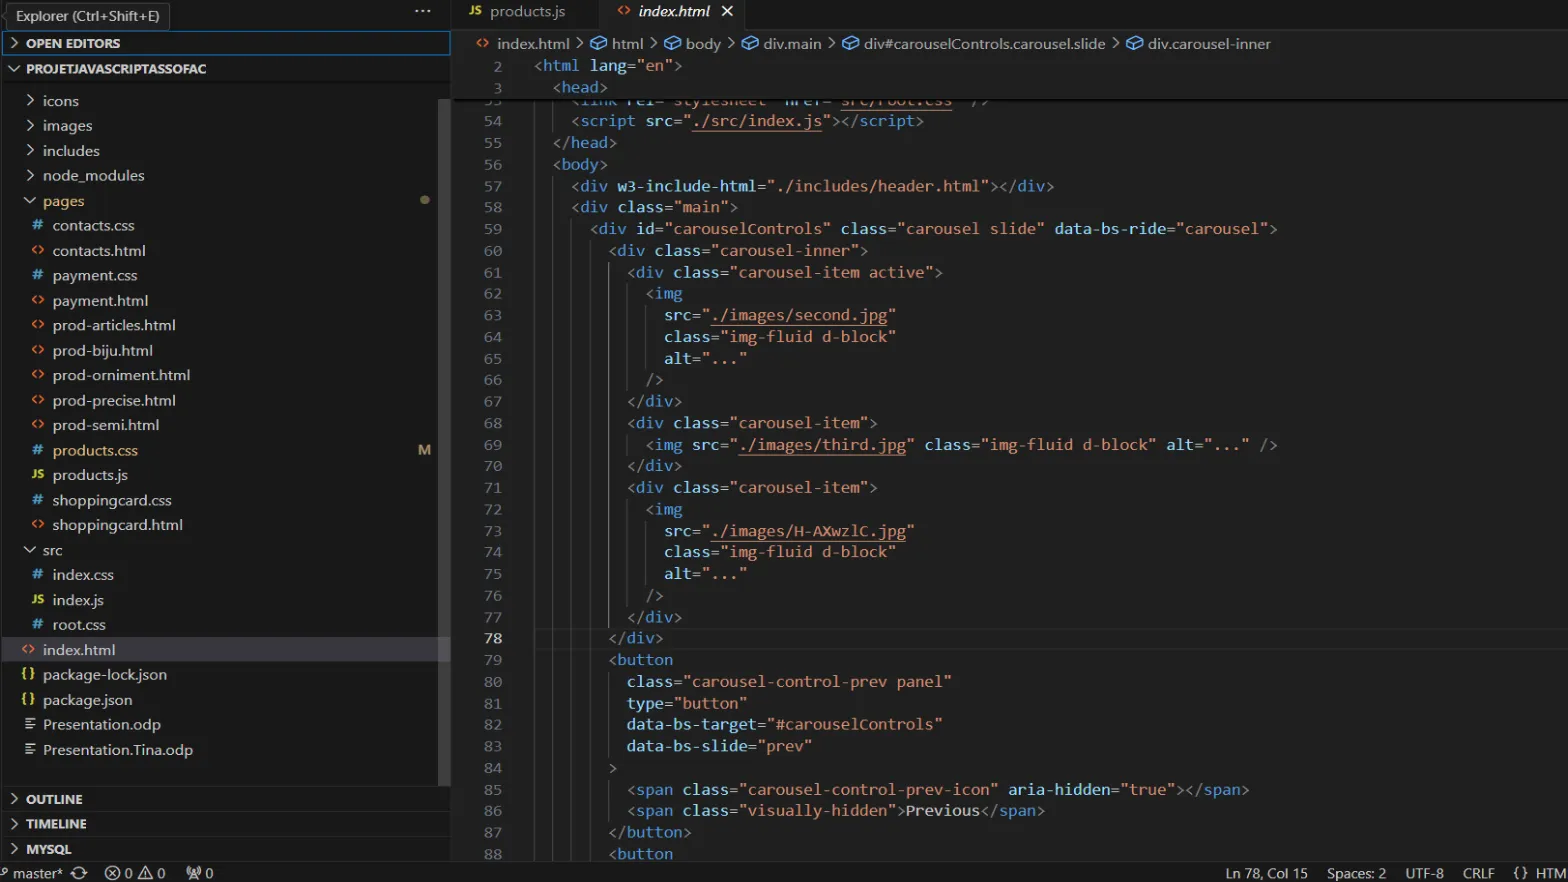 Explorer (Ctrl+Shift+E)
···
OPEN EDITORS
PROJETJAVASCRIPTASSOFAC
icons
images
includes
node_modules
pages
# contacts.css
<> contacts.html
# payment.css
<> payment.html
<> prod-articles.html
<> prod-biju.html
<> prod-orniment.html
<> prod-precise.html
<> prod-semi.html
# products.css M
JS products.js
# shoppingcard.css
<> shoppingcard.html
src
# index.css
JS index.js
# root.css
<> index.html
{} package-lock.json
{} package.json
Presentation.odp
Presentation.Tina.odp
OUTLINE
TIMELINE
MYSQL
JS products.js
<> index.html ×
<> index.html > html > body > div.main > div#carouselControls.carousel.slide > div.carousel-inner
2 <html lang="en">
3 <head>
53 <link rel="stylesheet" href="src/root.css" />
54 <script src="./src/index.js"></script>
55 </head>
56 <body>
57 <div w3-include-html="./includes/header.html"></div>
58 <div class="main">
59 <div id="carouselControls" class="carousel slide" data-bs-ride="carousel">
60 <div class="carousel-inner">
61 <div class="carousel-item active">
62 <img
63 src="./images/second.jpg"
64 class="img-fluid d-block"
65 alt="..."
66 />
67 </div>
68 <div class="carousel-item">
69 <img src="./images/third.jpg" class="img-fluid d-block" alt="..." />
70 </div>
71 <div class="carousel-item">
72 <img
73 src="./images/H-AXwzlC.jpg"
74 class="img-fluid d-block"
75 alt="..."
76 />
77 </div>
78 </div>
79 <button
80 class="carousel-control-prev panel"
81 type="button"
82 data-bs-target="#carouselControls"
83 data-bs-slide="prev"
84 >
85 <span class="carousel-control-prev-icon" aria-hidden="true"></span>
86 <span class="visually-hidden">Previous</span>
87 </button>
88 <button
master* 0 0 0
Ln 78, Col 15 Spaces: 2 UTF-8 CRLF {} HTM